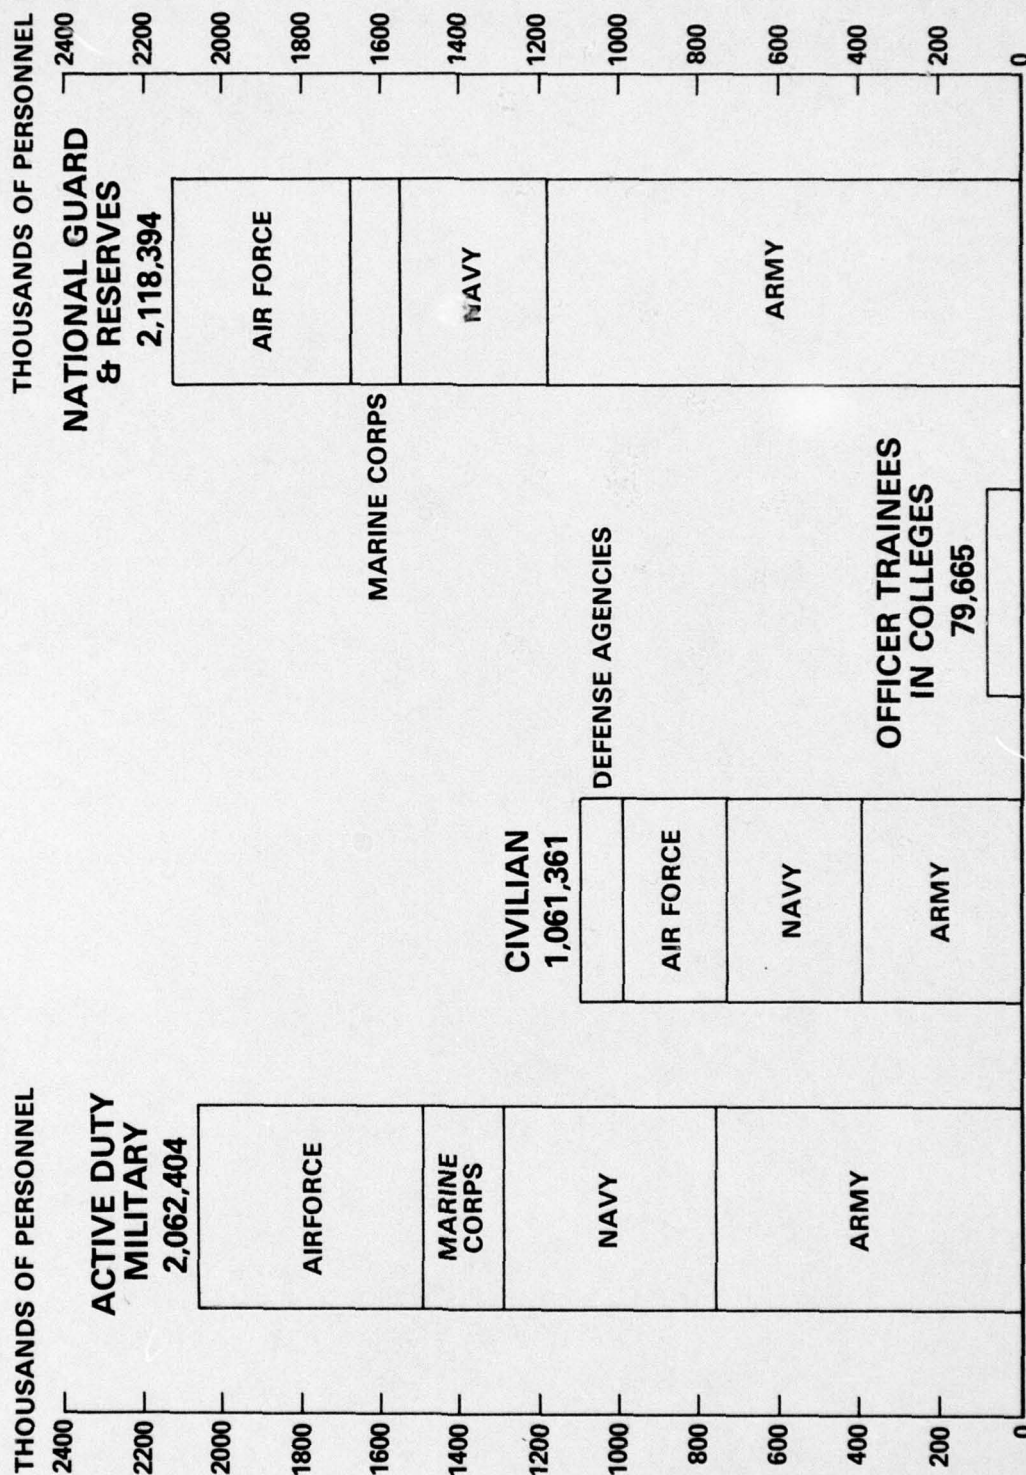 THOUSANDS OF PERSONNEL
THOUSANDS OF PERSONNEL
2400
2200
2000
1800
1600
1400
1200
1000
800
600
400
200
0
ACTIVE DUTY
MILITARY
2,062,404
AIRFORCE
MARINE
CORPS
NAVY
ARMY
CIVILIAN
1,061,361
DEFENSE AGENCIES
AIR FORCE
NAVY
ARMY
OFFICER TRAINEES
IN COLLEGES
79,665
NATIONAL GUARD
& RESERVES
2,118,394
AIR FORCE
MARINE CORPS
NAVY
ARMY
2400
2200
2000
1800
1600
1400
1200
1000
800
600
400
200
0